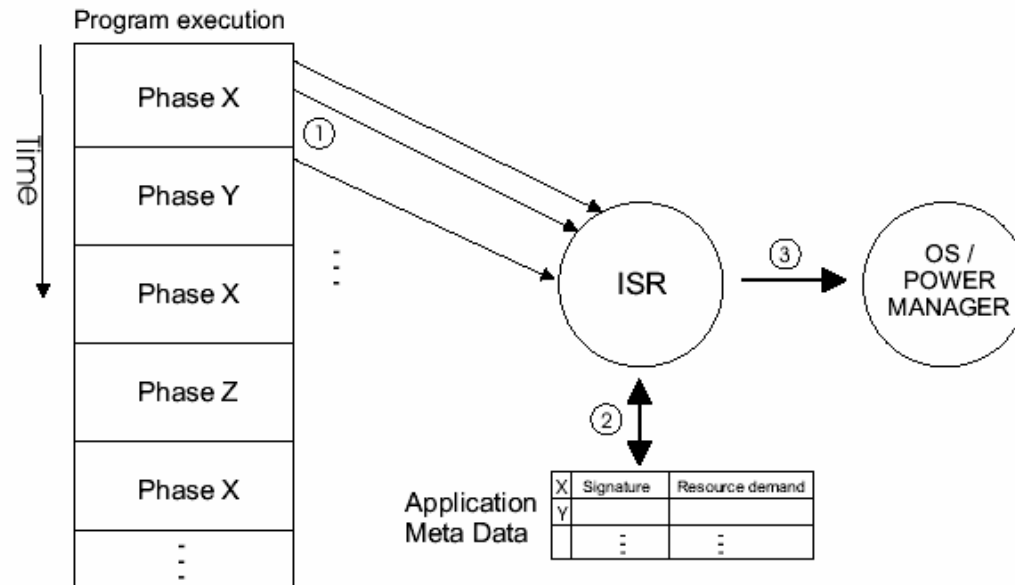 Program execution
Time
Phase X
Phase Y
Phase X
Phase Z
Phase X
1
ISR
3
OS /
POWER
MANAGER
2
Application
Meta Data
X Signature Resource demand
Y